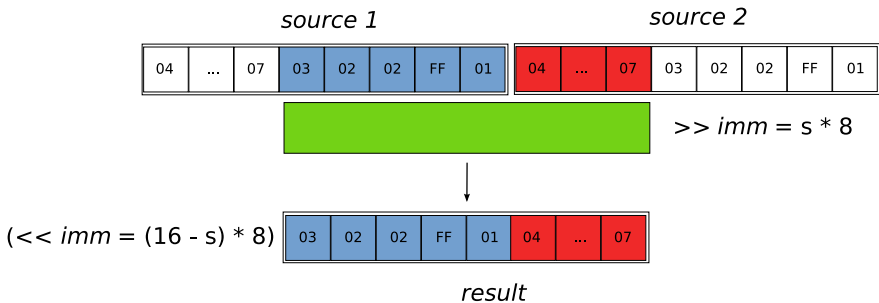 source 1 source 2
04 ... 07 03 02 02 FF 01 04 ... 07 03 02 02 FF 01
>> imm = s * 8
(<< imm = (16 - s) * 8) 03 02 02 FF 01 04 ... 07
result